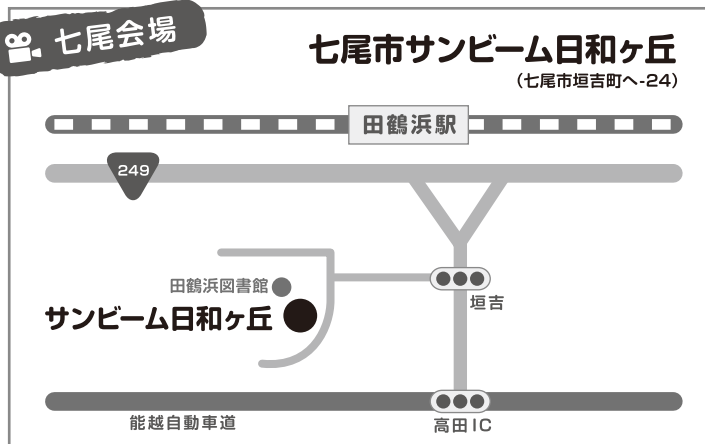 七尾会場
七尾市サンビーム日和ヶ丘
（七尾市垣吉町へ-24）
田鶴浜駅
249
田鶴浜図書館
サンビーム日和ヶ丘
垣吉
能越自動車道
高田IC